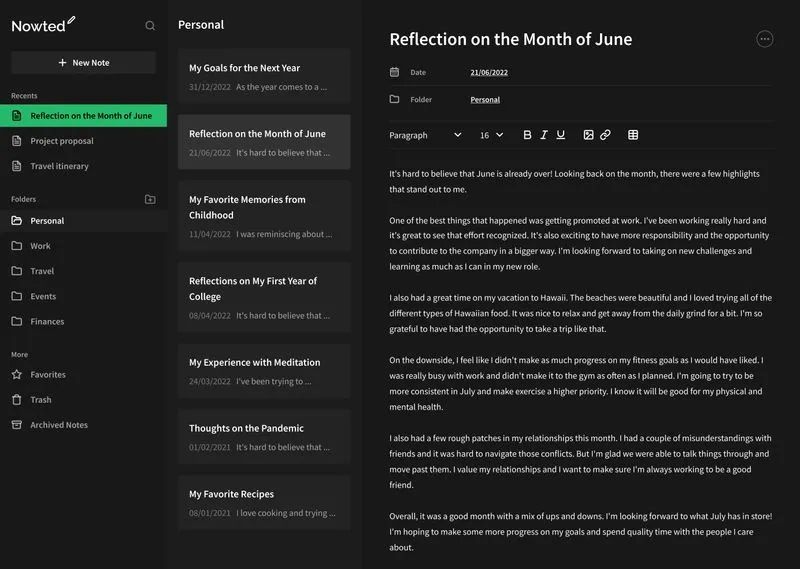 Nowted
+ New Note
Recents
Reflection on the Month of June
Project proposal
Travel itinerary
Folders
Personal
Work
Travel
Events
Finances
More
Favorites
Trash
Archived Notes
Personal
My Goals for the Next Year
31/12/2022 As the year comes to a ...
Reflection on the Month of June
21/06/2022 It's hard to believe that ...
My Favorite Memories from
Childhood
11/04/2022 I was reminiscing about ...
Reflections on My First Year of
College
08/04/2022 It's hard to believe that ...
My Experience with Meditation
24/03/2022 I've been trying to ...
Thoughts on the Pandemic
01/02/2021 It's hard to believe that ...
My Favorite Recipes
08/01/2021 I love cooking and trying ...
Reflection on the Month of June
Date 21/06/2022
Folder Personal
Paragraph 16 B I U
It's hard to believe that June is already over! Looking back on the month, there were a few highlights
that stand out to me.
One of the best things that happened was getting promoted at work. I've been working really hard and
it's great to see that effort recognized. It's also exciting to have more responsibility and the opportunity
to contribute to the company in a bigger way. I'm looking forward to taking on new challenges and
learning as much as I can in my new role.
I also had a great time on my vacation to Hawaii. The beaches were beautiful and I loved trying all of the
different types of Hawaiian food. It was nice to relax and get away from the daily grind for a bit. I'm so
grateful to have had the opportunity to take a trip like that.
On the downside, I feel like I didn't make as much progress on my fitness goals as I would have liked. I
was really busy with work and didn't make it to the gym as often as I planned. I'm going to try to be
more consistent in July and make exercise a higher priority. I know it will be good for my physical and
mental health.
I also had a few rough patches in my relationships this month. I had a couple of misunderstandings with
friends and it was hard to navigate those conflicts. But I'm glad we were able to talk things through and
move past them. I value my relationships and I want to make sure I'm always working to be a good
friend.
Overall, it was a good month with a mix of ups and downs. I'm looking forward to what July has in store!
I'm hoping to make some more progress on my goals and spend quality time with the people I care
about.